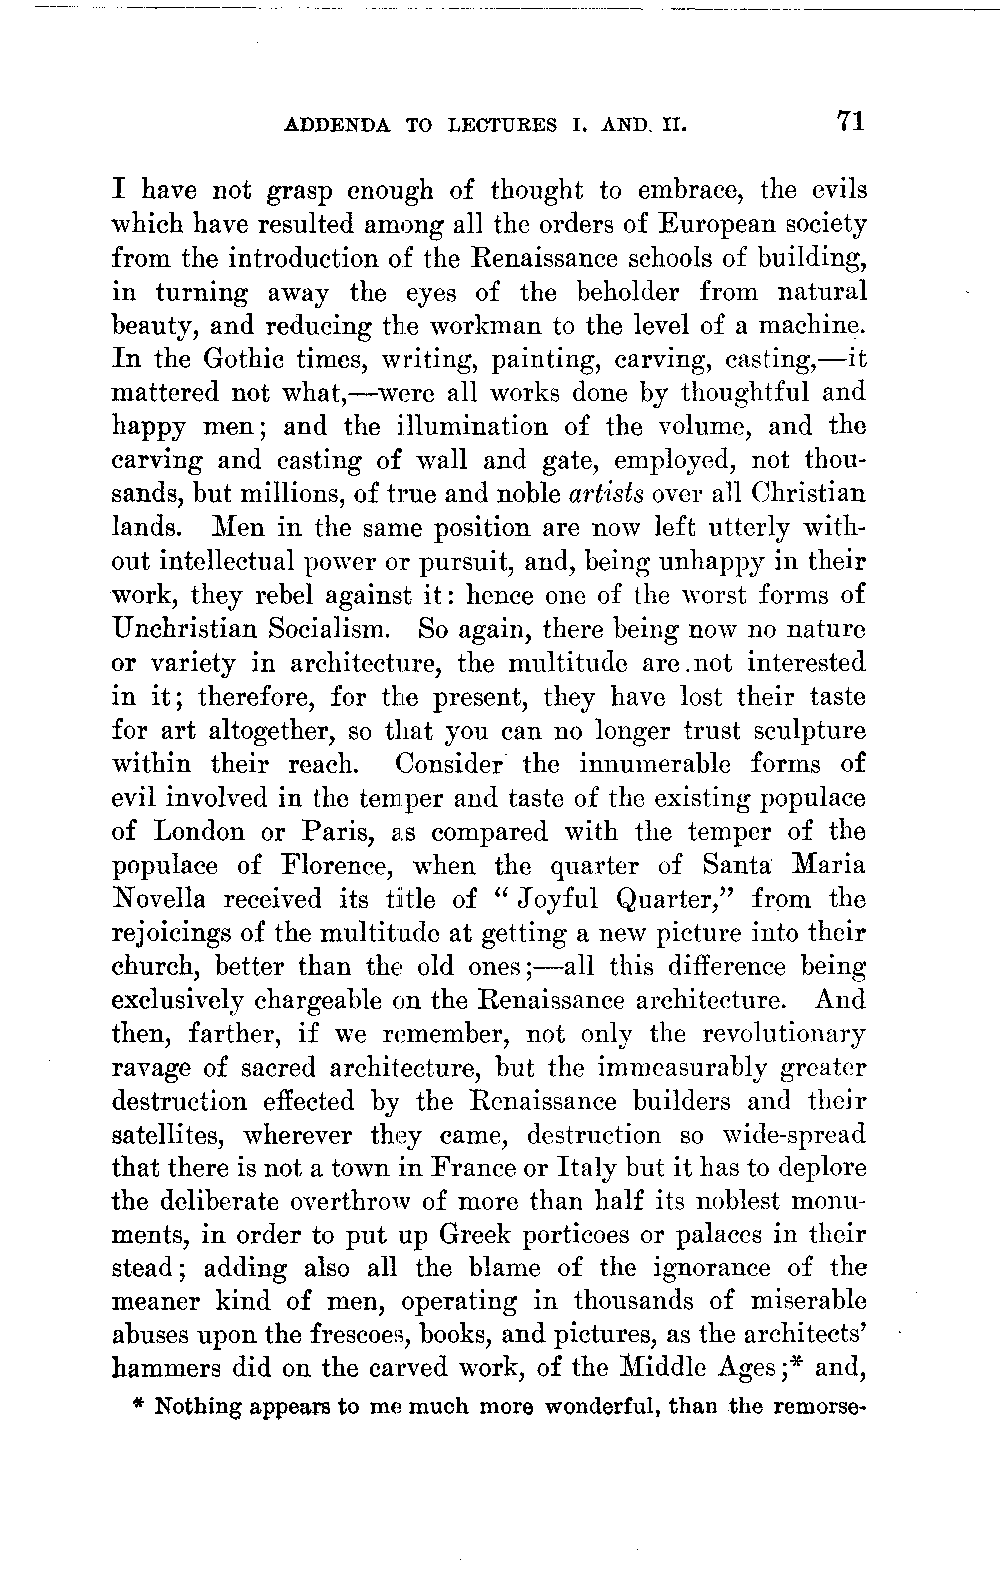 ADDENDA TO LECTURES I. AND. II. 71
I have not grasp enough of thought to embrace, the evils
which have resulted among all the orders of European society
from the introduction of the Renaissance schools of building,
in turning away the eyes of the beholder from natural
beauty, and reducing the workman to the level of a machine.
In the Gothic times, writing, painting, carving, casting,—it
mattered not what,—were all works done by thoughtful and
happy men; and the illumination of the volume, and the
carving and casting of wall and gate, employed, not thou-
sands, but millions, of true and noble artists over all Christian
lands. Men in the same position are now left utterly with-
out intellectual power or pursuit, and, being unhappy in their
work, they rebel against it: hence one of the worst forms of
Unchristian Socialism. So again, there being now no nature
or variety in architecture, the multitude are not interested
in it; therefore, for the present, they have lost their taste
for art altogether, so that you can no longer trust sculpture
within their reach. Consider the innumerable forms of
evil involved in the temper and taste of the existing populace
of London or Paris, as compared with the temper of the
populace of Florence, when the quarter of Santa Maria
Novella received its title of “Joyful Quarter,” from the
rejoicings of the multitude at getting a new picture into their
church, better than the old ones;—all this difference being
exclusively chargeable on the Renaissance architecture. And
then, farther, if we remember, not only the revolutionary
ravage of sacred architecture, but the immeasurably greater
destruction effected by the Renaissance builders and their
satellites, wherever they came, destruction so wide-spread
that there is not a town in France or Italy but it has to deplore
the deliberate overthrow of more than half its noblest monu-
ments, in order to put up Greek porticoes or palaces in their
stead; adding also all the blame of the ignorance of the
meaner kind of men, operating in thousands of miserable
abuses upon the frescoes, books, and pictures, as the architects’
hammers did on the carved work, of the Middle Ages;* and,
* Nothing appears to me much more wonderful, than the remorse-